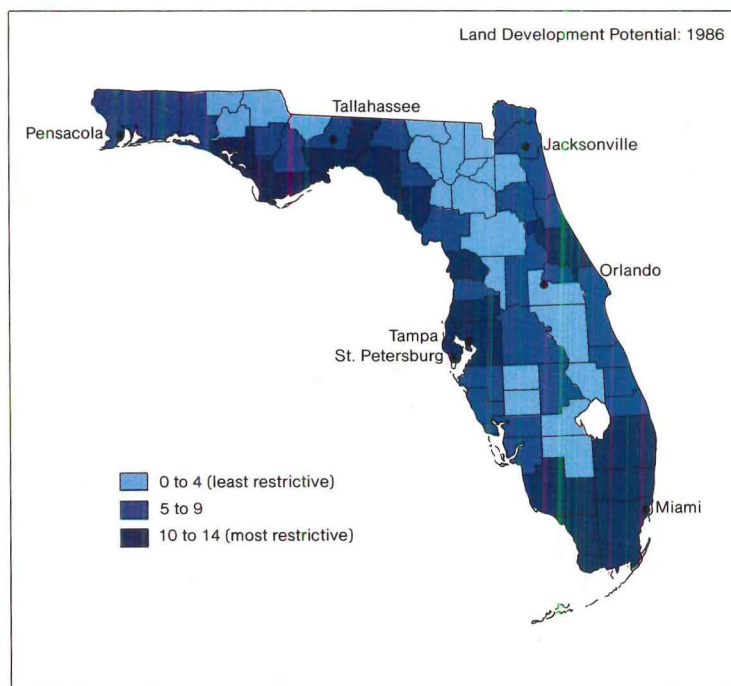 Land Development Potential: 1986
Tallahassee
Pensacola
Jacksonville
Orlando
Tampa
St. Petersburg
0 to 4 (least restrictive)
5 to 9
10 to 14 (most restrictive)
Miami